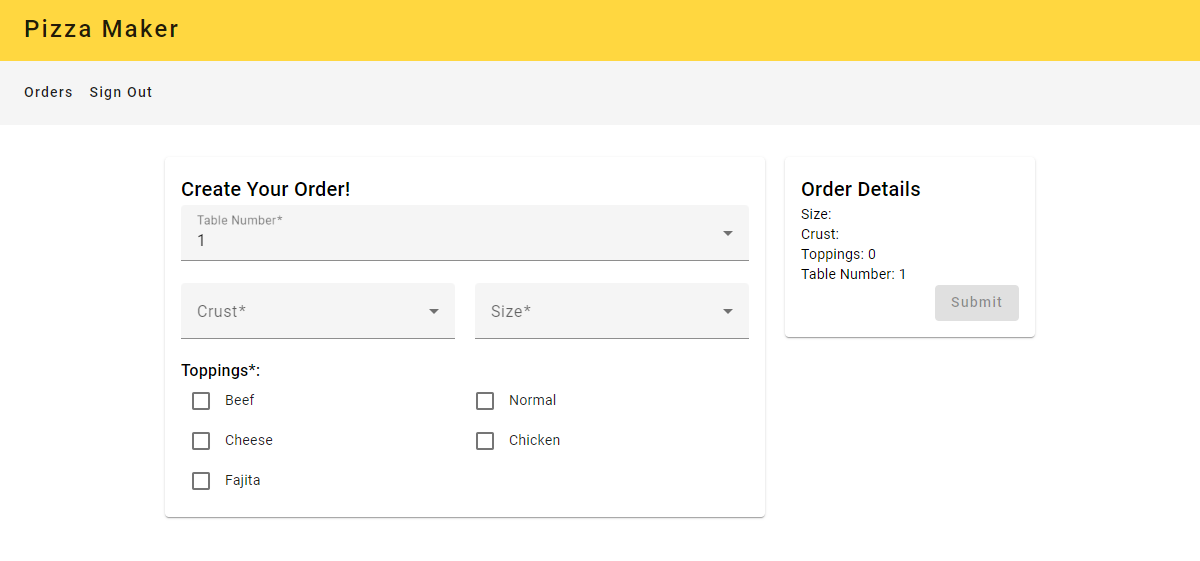 Pizza Maker
Orders Sign Out
Create Your Order!
Table Number*
1
Crust* Size*
Toppings*:
Beef Normal
Cheese Chicken
Fajita
Order Details
Size:
Crust:
Toppings: 0
Table Number: 1
Submit